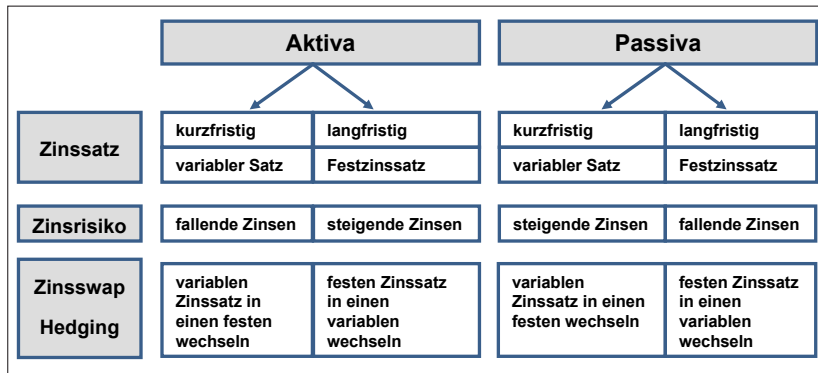 Aktiva
Passiva
Zinssatz
kurzfristig
langfristig
kurzfristig
langfristig
variabler Satz
Festzinssatz
variabler Satz
Festzinssatz
Zinsrisiko
fallende Zinsen
steigende Zinsen
steigende Zinsen
fallende Zinsen
Zinsswap
Hedging
variablen
Zinssatz in
einen festen
wechseln
festen Zinssatz
in einen
variablen
wechseln
variablen
Zinssatz in einen
festen wechseln
festen Zinssatz
in einen
variablen
wechseln